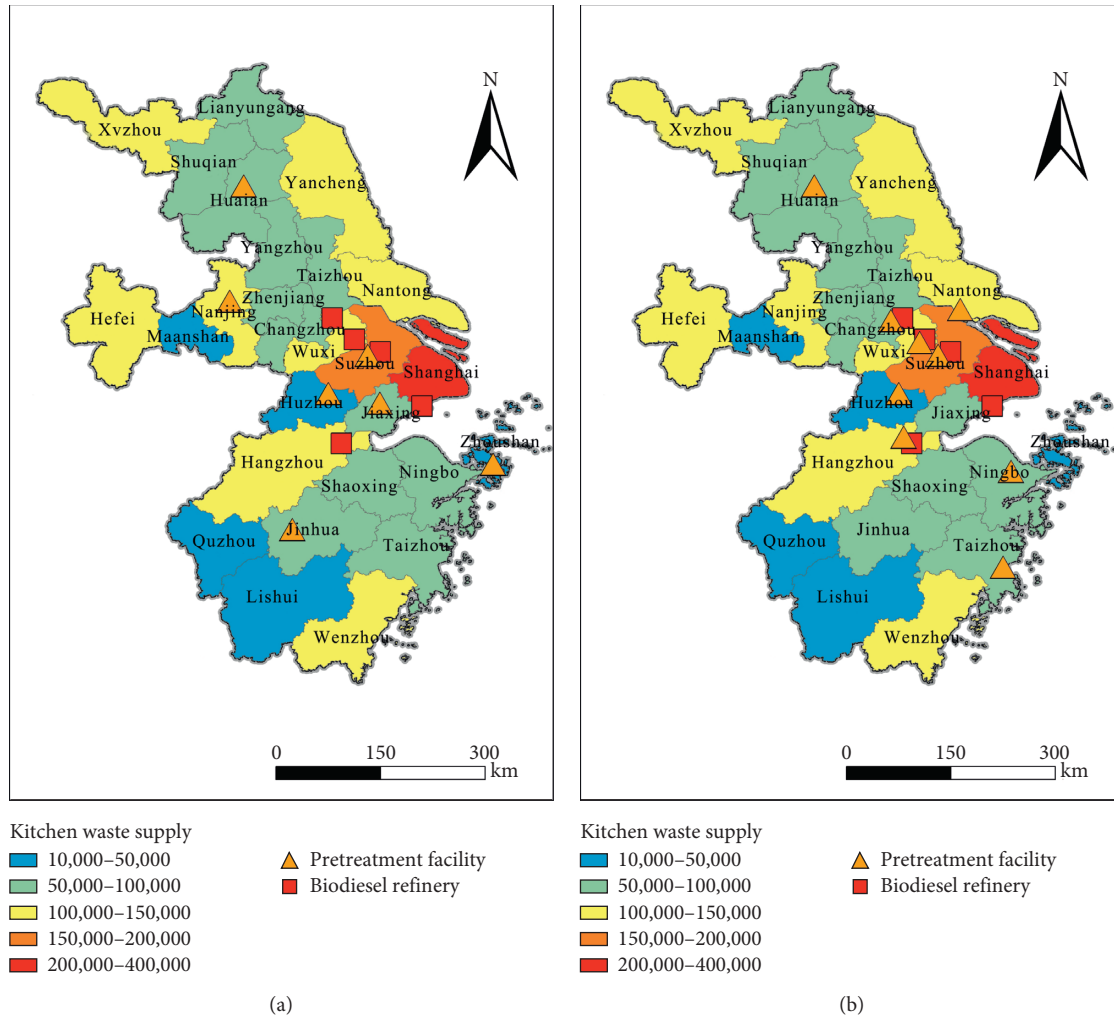 N
Lianyungang
Xvzhou
Shuqian
Yancheng
Huaian
Yangzhou
Taizhou
Nantong
Zhenjiang
Nanjing
Hefei
Maanshan
Changzhou
Wuxi
Suzhou
Shanghai
Huzhou
Jiaxing
Zhoushan
Hangzhou
Ningbo
Shaoxing
Jinhua
Quzhou
Taizhou
Lishui
Wenzhou
0 150 300
km
Kitchen waste supply
10,000–50,000
50,000–100,000
100,000–150,000
150,000–200,000
200,000–400,000
Pretreatment facility
Biodiesel refinery
(a)
N
Lianyungang
Xvzhou
Shuqian
Yancheng
Huaian
Yangzhou
Taizhou
Nantong
Zhenjiang
Nanjing
Hefei
Maanshan
Changzhou
Wuxi
Suzhou
Shanghai
Huzhou
Jiaxing
Zhoushan
Hangzhou
Ningbo
Shaoxing
Jinhua
Quzhou
Taizhou
Lishui
Wenzhou
0 150 300
km
Kitchen waste supply
10,000–50,000
50,000–100,000
100,000–150,000
150,000–200,000
200,000–400,000
Pretreatment facility
Biodiesel refinery
(b)